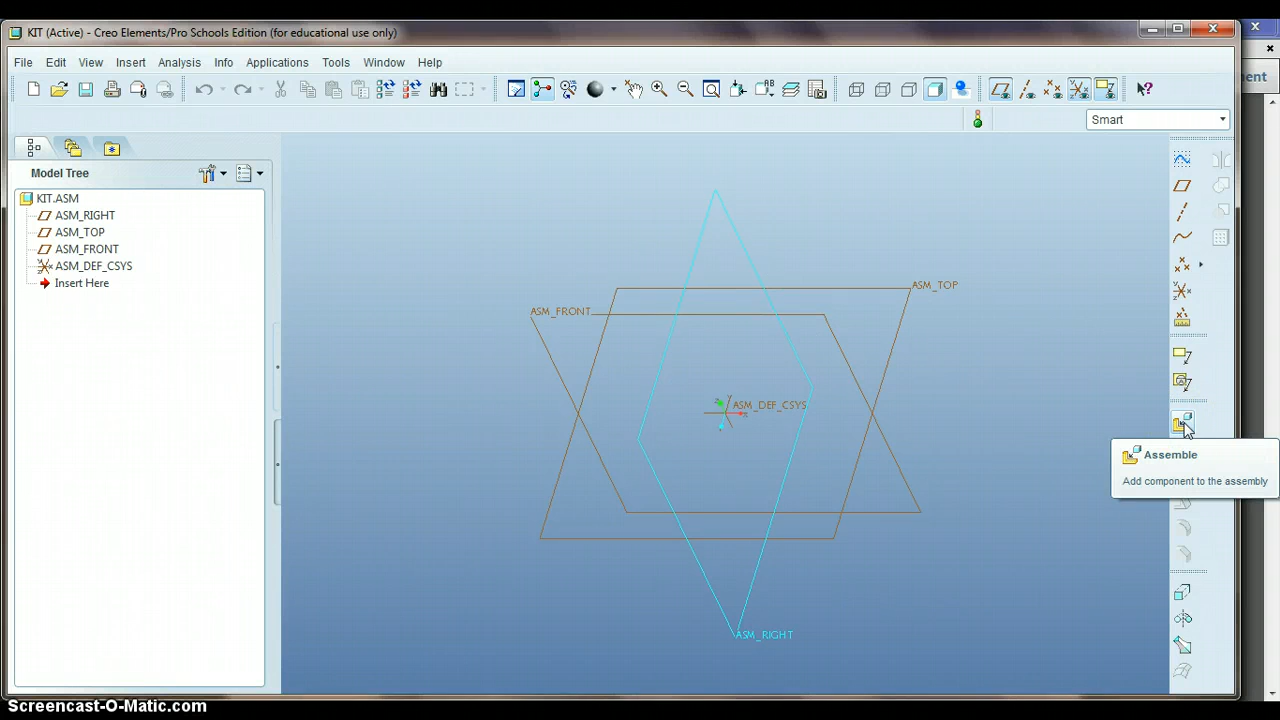 KIT (Active) - Creo Elements/Pro Schools Edition (for educational use only)
File Edit View Insert Analysis Info Applications Tools Window Help
ent
Smart
Model Tree
KIT.ASM
ASM_RIGHT
ASM_TOP
ASM_FRONT
ASM_DEF_CSYS
Insert Here
ASM_TOP
ASM_FRONT
ASM_DEF_CSYS
ASM_RIGHT
Assemble
Add component to the assembly
Screencast-O-Matic.com